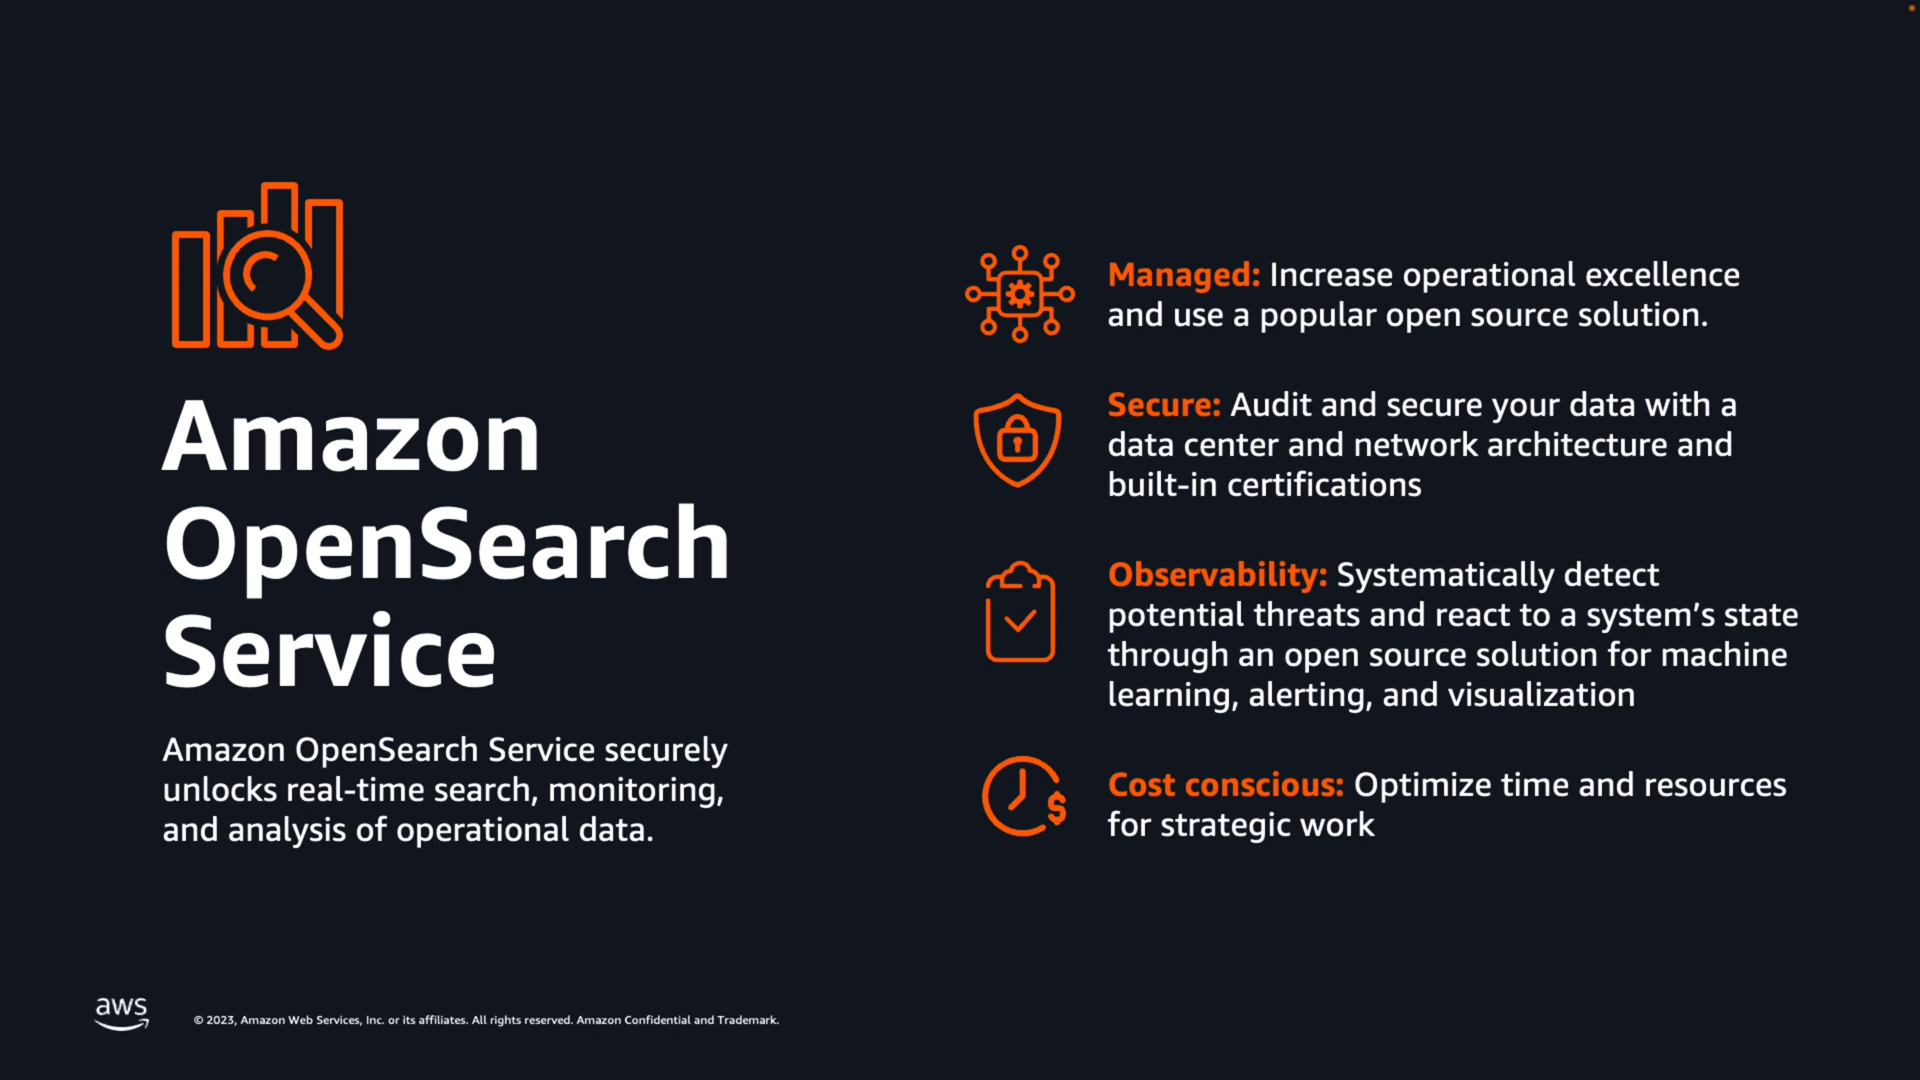 Amazon
OpenSearch
Service
Amazon OpenSearch Service securely
unlocks real-time search, monitoring,
and analysis of operational data.
Managed: Increase operational excellence
and use a popular open source solution.
Secure: Audit and secure your data with a
data center and network architecture and
built-in certifications
Observability: Systematically detect
potential threats and react to a system’s state
through an open source solution for machine
learning, alerting, and visualization
Cost conscious: Optimize time and resources
for strategic work
$
aws
© 2023, Amazon Web Services, Inc. or its affiliates. All rights reserved. Amazon Confidential and Trademark.